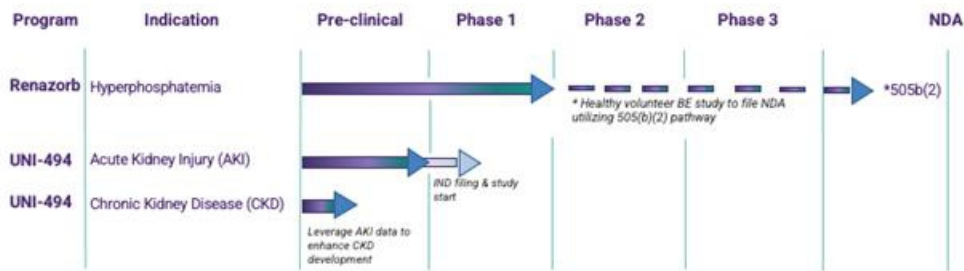 Program Indication Pre-clinical Phase 1 Phase 2 Phase 3 NDA
Renazorb Hyperphosphatemia *505b(2)
* Healthy volunteer BE study to file NDA
utilizing 505(b)(2) pathway
UNI-494 Acute Kidney Injury (AKI)
IND filing & study
start
UNI-494 Chronic Kidney Disease (CKD)
Leverage AKI data to
enhance CKD
development